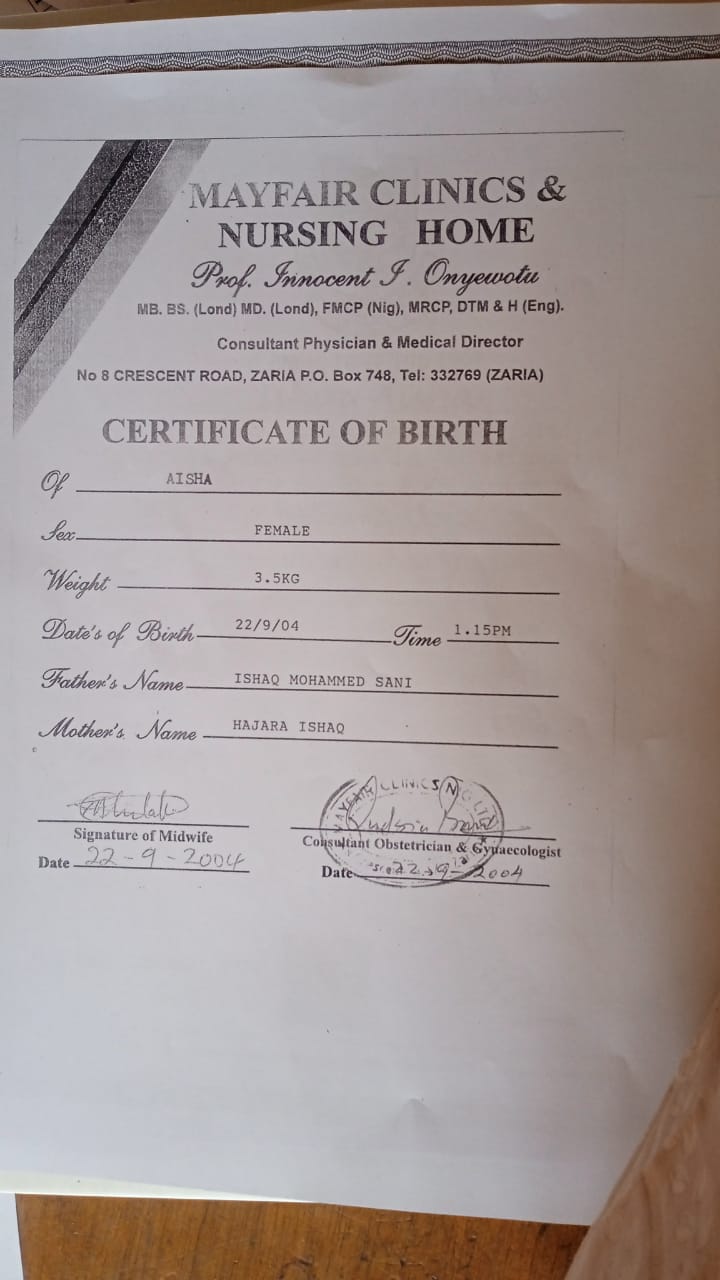 MAYFAIR CLINICS &
NURSING HOME
Prof. Innocent I. Onyewotu
MB. BS. (Lond) MD. (Lond), FMCP (Nig), MRCP, DTM & H (Eng).
Consultant Physician & Medical Director
No 8 CRESCENT ROAD, ZARIA P.O. Box 748, Tel: 332769 (ZARIA)
CERTIFICATE OF BIRTH
Of AISHA
Sex FEMALE
Weight 3.5KG
Date's of Birth 22/9/04 Time 1.15PM
Father's Name ISHAQ MOHAMMED SANI
Mother's Name HAJARA ISHAQ
MAYFAIR CLINICS
Signature of Midwife
Consultant Obstetrician & Gynaecologist
Date 22-9-2004
Date 22-9-2004